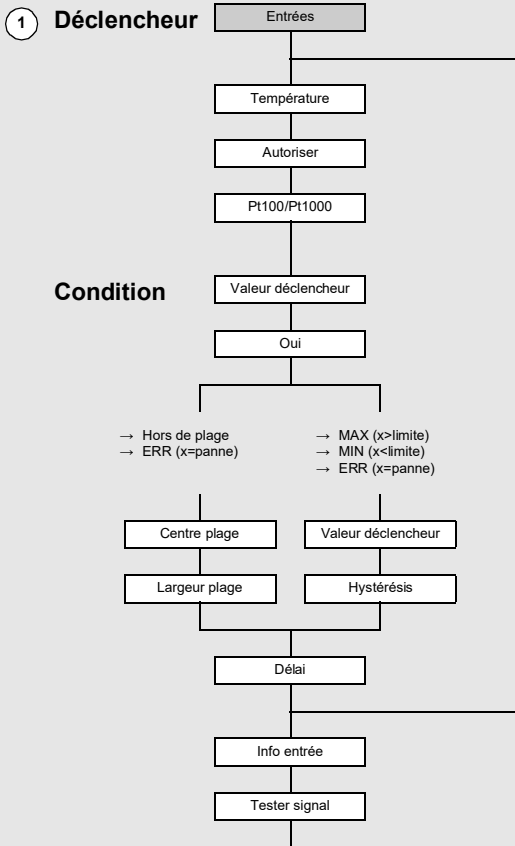 1 Déclencheur
Entrées
Température
Autoriser
Pt100/Pt1000
Condition
Valeur déclencheur
Oui
→ Hors de plage
→ ERR (x=panne)
→ MAX (x>limite)
→ MIN (x<limite)
→ ERR (x=panne)
Centre plage
Valeur déclencheur
Largeur plage
Hystérésis
Délai
Info entrée
Tester signal